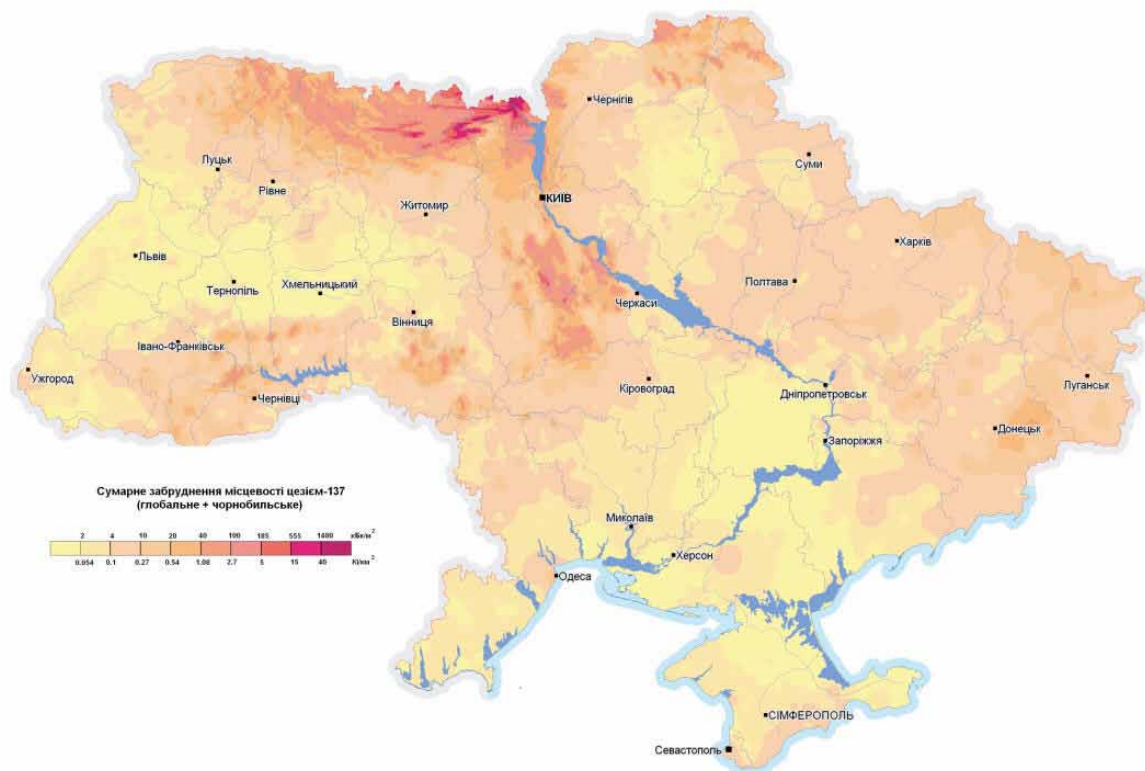 Чернігів
Суми
Луцьк
Рівне
Житомир
КИЇВ
Харків
Львів
Тернопіль
Хмельницький
Полтава
Черкаси
Вінниця
Івано-Франківськ
Ужгород
Кіровоград
Дніпропетровськ
Луганськ
Чернівці
Донецьк
Запоріжжя
Сумарне забруднення місцевості цезієм-137
(глобальне + чорнобильське)
2 4 10 20 40 100 185 555 1480 кБк/м²
0.054 0.1 0.27 0.54 1.08 2.7 5 15 40 Кі/км²
Миколаїв
Херсон
Одеса
СІМФЕРОПОЛЬ
Севастополь